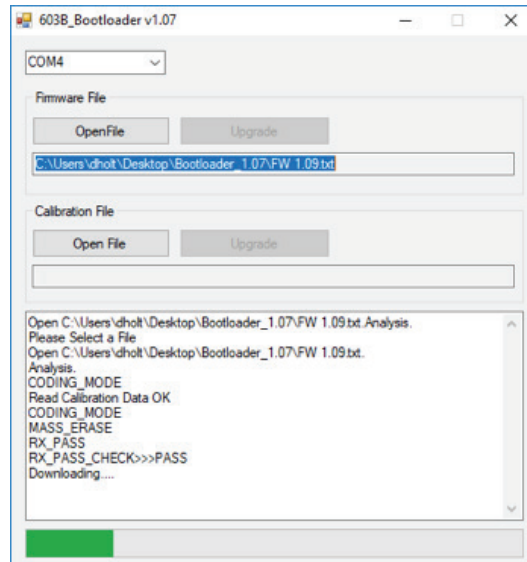 603B_Bootloader v1.07
COM4
Firmware File
OpenFile
Upgrade
C:\Users\dholt\Desktop\Bootloader_1.07\FW 1.09.txt
Calibration File
Open File
Upgrade
Open C:\Users\dholt\Desktop\Bootloader_1.07\FW 1.09.txt.Analysis.
Please Select a File
Open C:\Users\dholt\Desktop\Bootloader_1.07\FW 1.09.txt.
Analysis.
CODING_MODE
Read Calibration Data OK
CODING_MODE
MASS_ERASE
RX_PASS
RX_PASS_CHECK>>>PASS
Downloading....